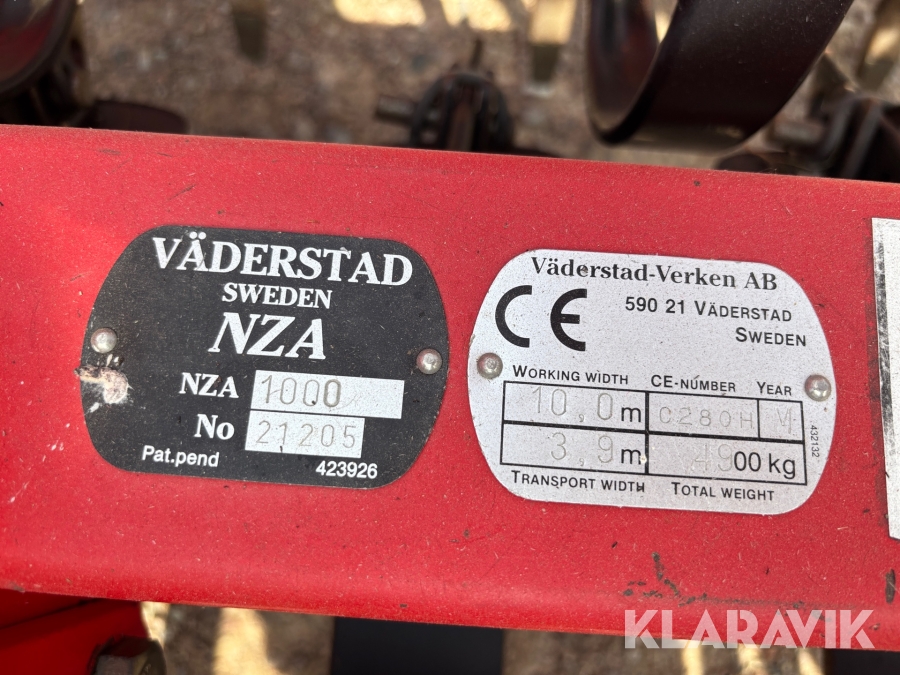 VÄDERSTAD
SWEDEN
NZA
NZA 1000
No 21205
Pat.pend 423926
Väderstad-Verken AB
CE
590 21 VÄDERSTAD
SWEDEN
WORKING WIDTH CE-NUMBER YEAR
10,0m C280H M
3,9m 4900 kg
TRANSPORT WIDTH TOTAL WEIGHT
432132
KLARAVIK